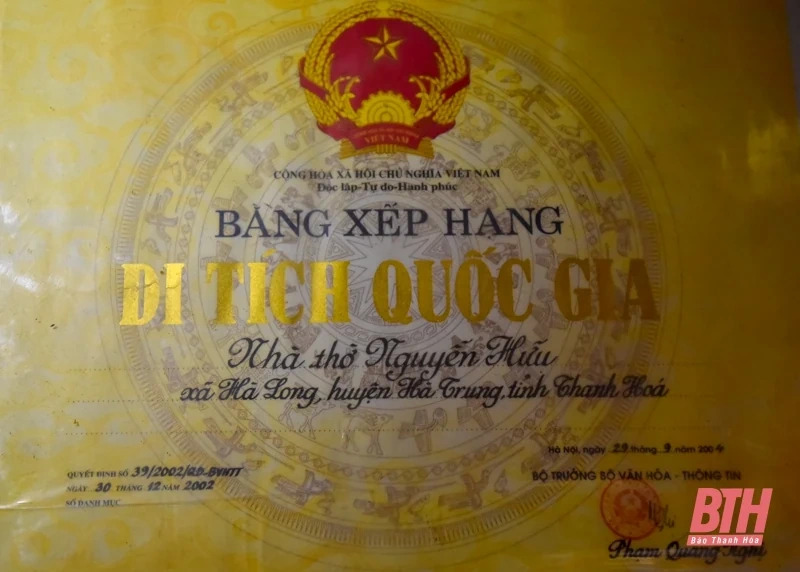 VIỆT NAM
CỘNG HÒA XÃ HỘI CHỦ NGHĨA VIỆT NAM
Độc lập-Tự do-Hạnh phúc
BẰNG XẾP HẠNG
DI TÍCH QUỐC GIA
Nhà thờ Nguyễn Hữu
xã Hà Long, huyện Hà Trung, tỉnh Thanh Hoá
Hà Nội, ngày 29 tháng 9 năm 2004
QUYẾT ĐỊNH SỐ 39/2002/QĐ-BVHTT
NGÀY 30 THÁNG 12 NĂM 2002
SỐ DANH MỤC
BỘ TRƯỞNG BỘ VĂN HÓA - THÔNG TIN
Phạm Quang Nghị
BTH
Báo Thanh Hóa